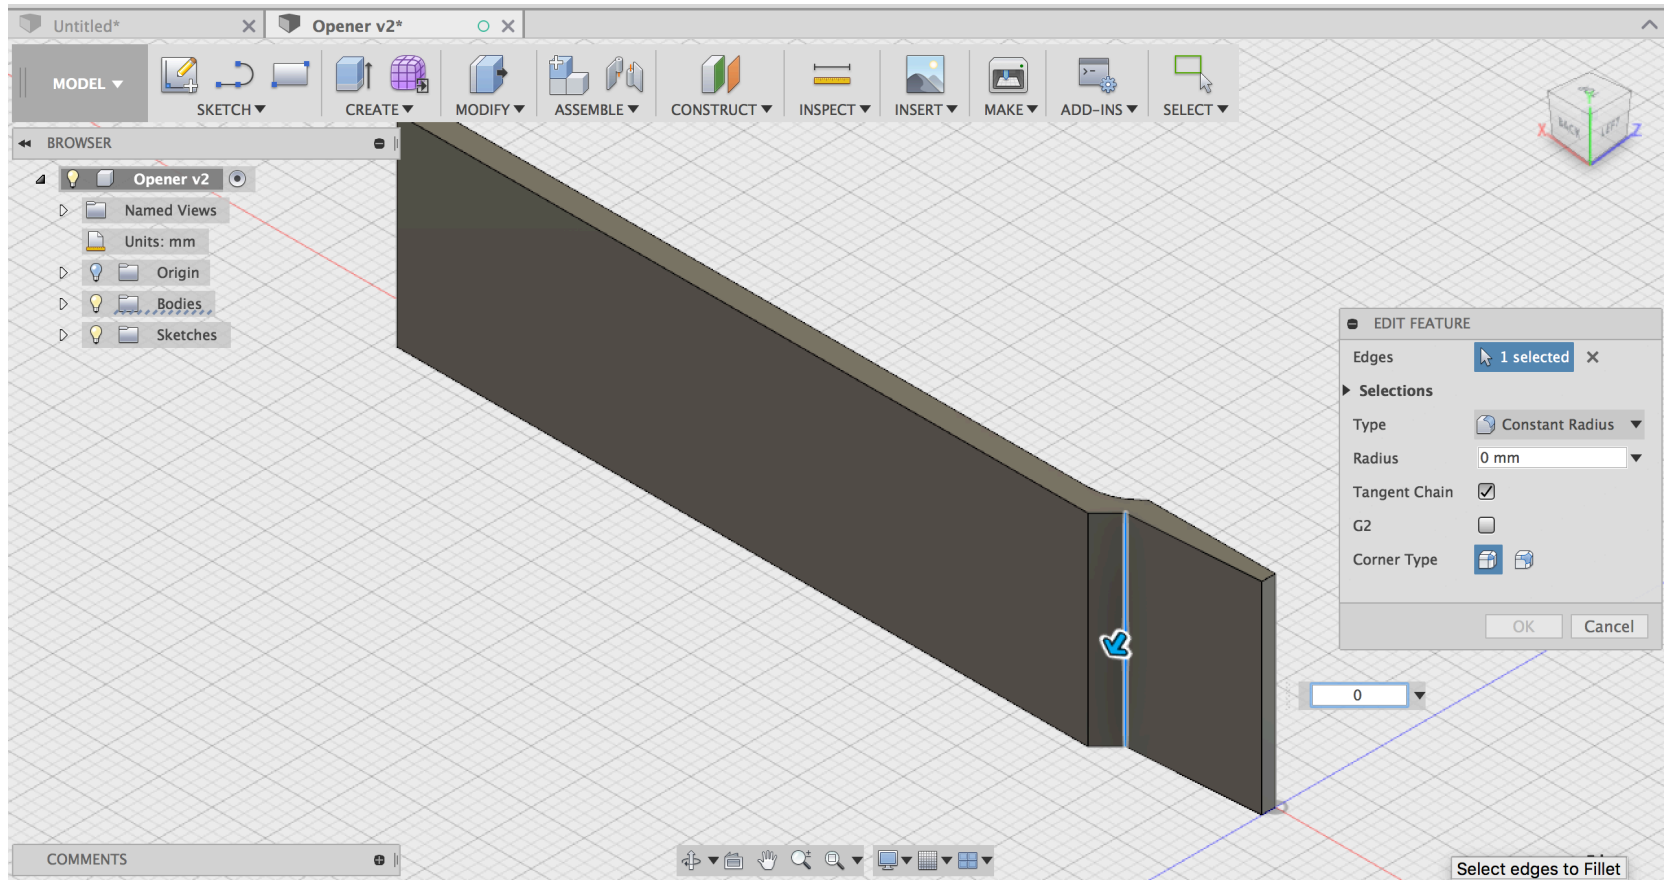 Untitled*
Opener v2*
MODEL
SKETCH
CREATE
MODIFY
ASSEMBLE
CONSTRUCT
INSPECT
INSERT
MAKE
ADD-INS
SELECT
BACK
LEFT
X
Z
BROWSER
Opener v2
Named Views
Units: mm
Origin
Bodies
Sketches
EDIT FEATURE
Edges 1 selected
Selections
Type Constant Radius
Radius 0 mm
Tangent Chain
G2
Corner Type
OK Cancel
0
COMMENTS
Select edges to Fillet